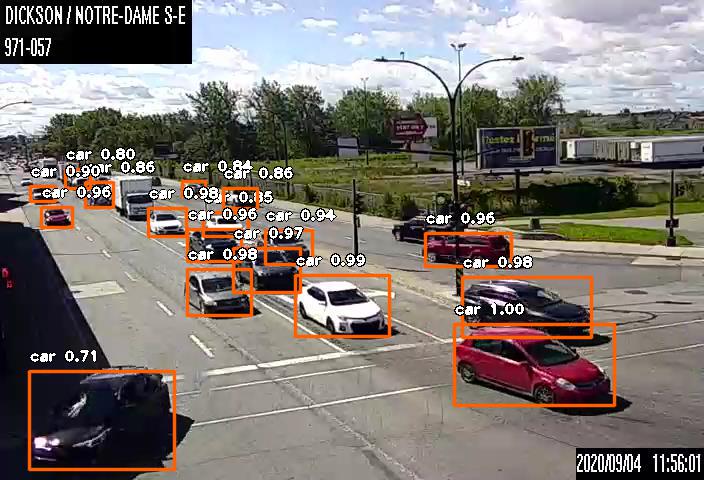 DICKSON / NOTRE-DAME S-E
971-057
car 0.80
car 0.90
0.86
car 0.96
car 0.84
car 0.86
car 0.98
0.85
car 0.96
car 0.94
car 0.97
car 0.98
car 0.99
car 0.96
car 0.98
car 1.00
car 0.71
2020/09/04 11:56:01